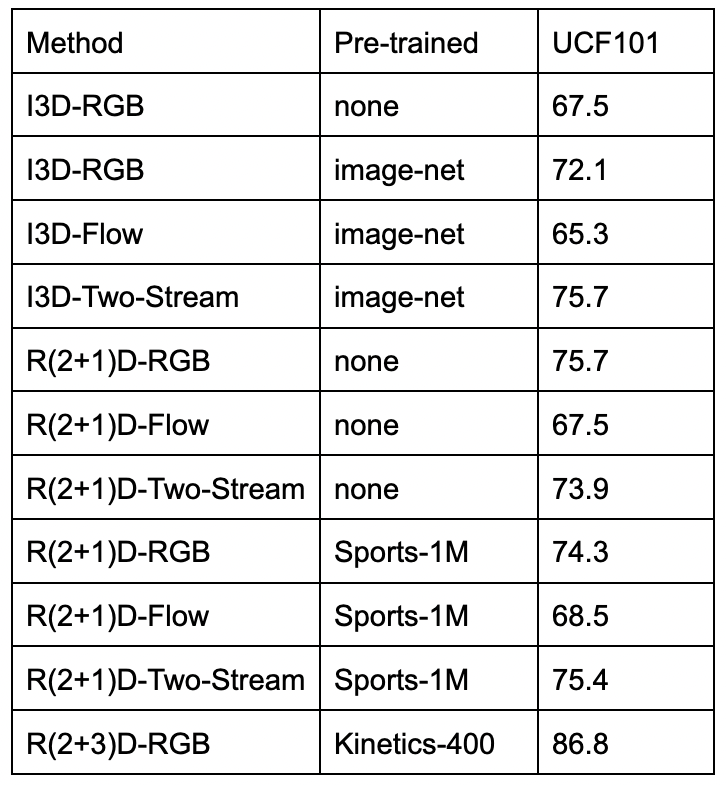 Method Pre-trained UCF101
I3D-RGB none 67.5
I3D-RGB image-net 72.1
I3D-Flow image-net 65.3
I3D-Two-Stream image-net 75.7
R(2+1)D-RGB none 75.7
R(2+1)D-Flow none 67.5
R(2+1)D-Two-Stream none 73.9
R(2+1)D-RGB Sports-1M 74.3
R(2+1)D-Flow Sports-1M 68.5
R(2+1)D-Two-Stream Sports-1M 75.4
R(2+3)D-RGB Kinetics-400 86.8